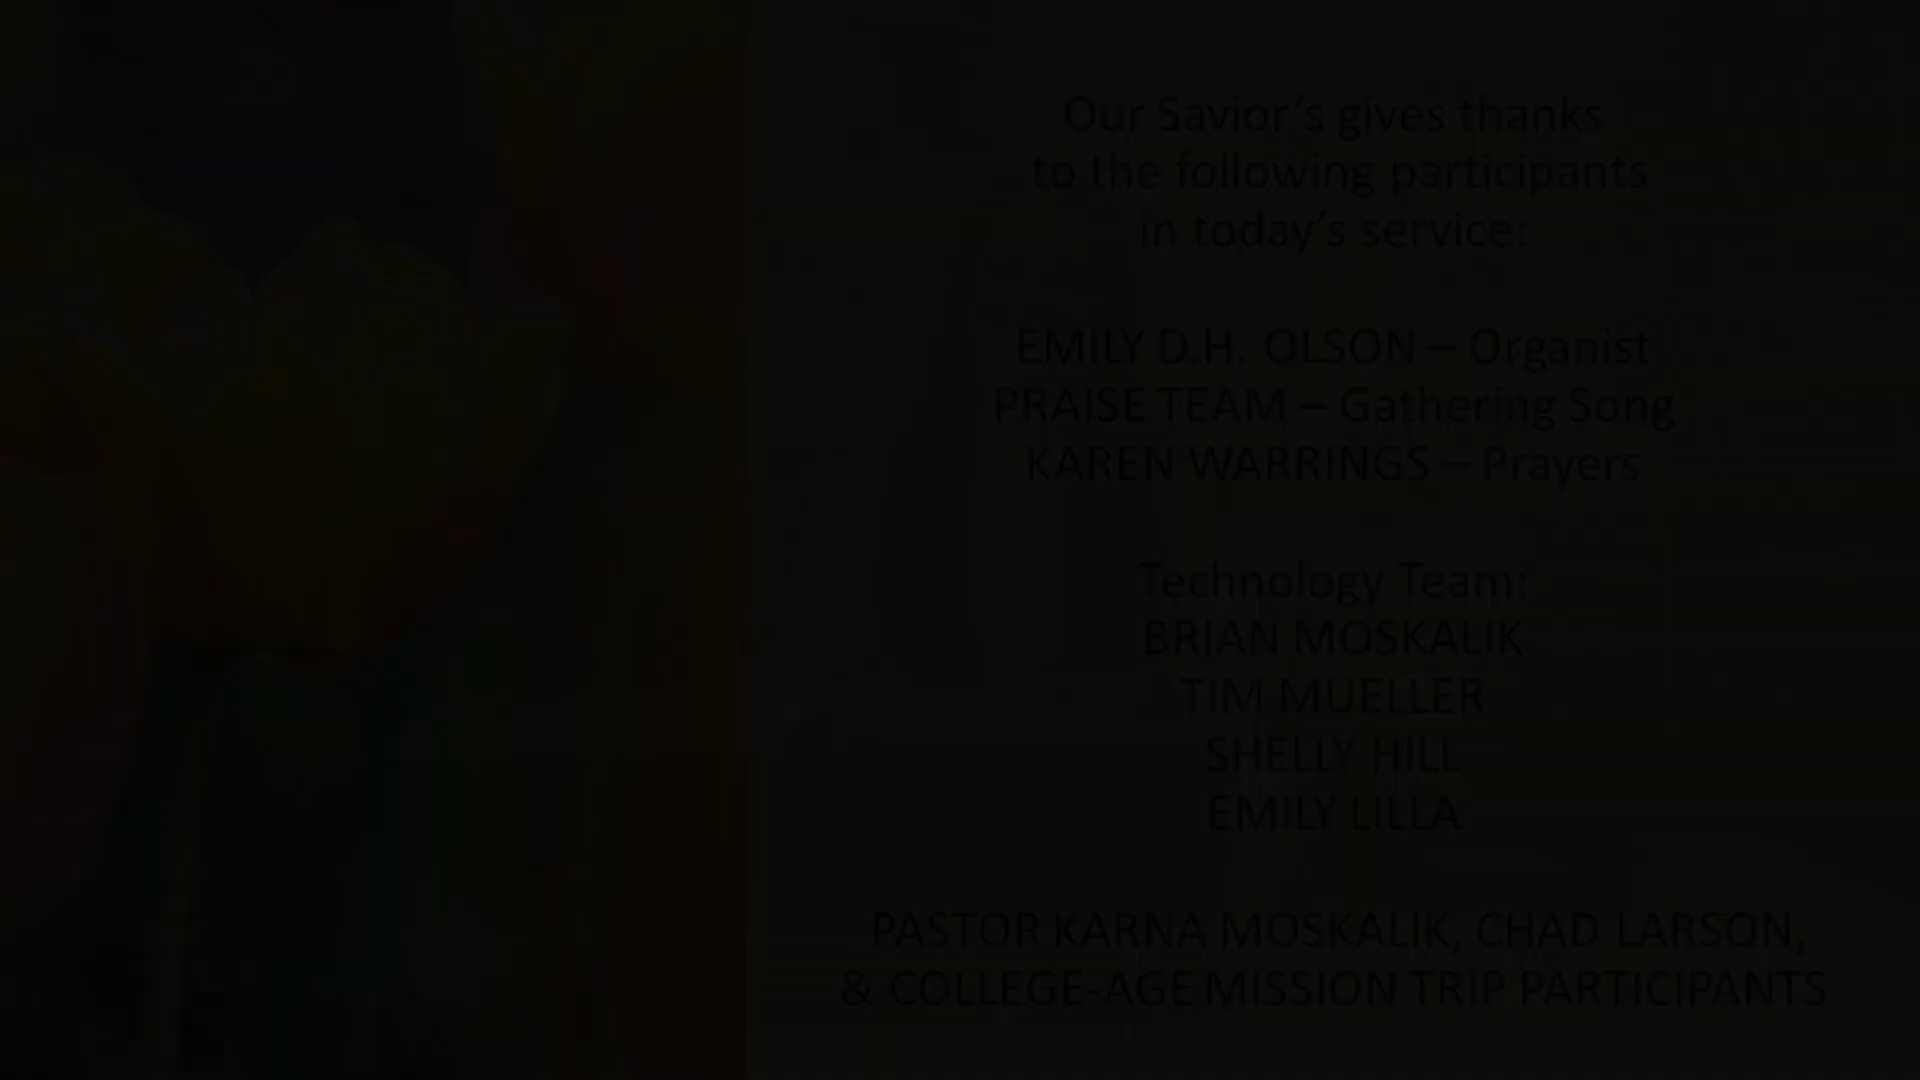 Our Savior’s gives thanks
to the following participants
in today’s service:
EMILY D.H. OLSON – Organist
PRAISE TEAM – Gathering Song
KAREN WARRINGS – Prayers
Technology Team:
BRIAN MOSKALIK
TIM MUELLER
SHELLY HILL
EMILY LILLA
PASTOR KARNA MOSKALIK, CHAD LARSON,
& COLLEGE-AGE MISSION TRIP PARTICIPANTS